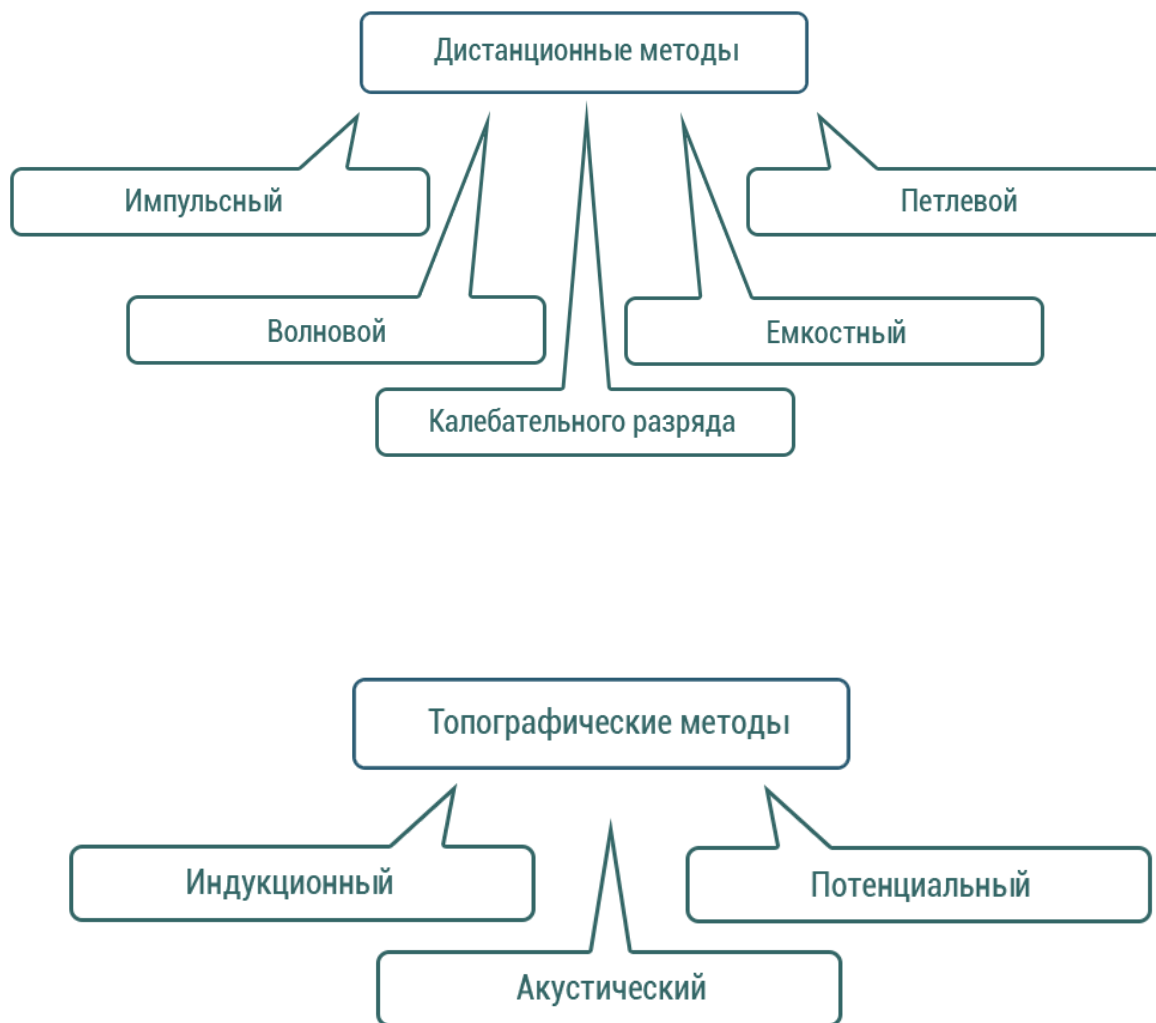 Дистанционные методы
Импульсный
Петлевой
Волновой
Емкостный
Калебательного разряда
Топографические методы
Индукционный
Потенциальный
Акустический